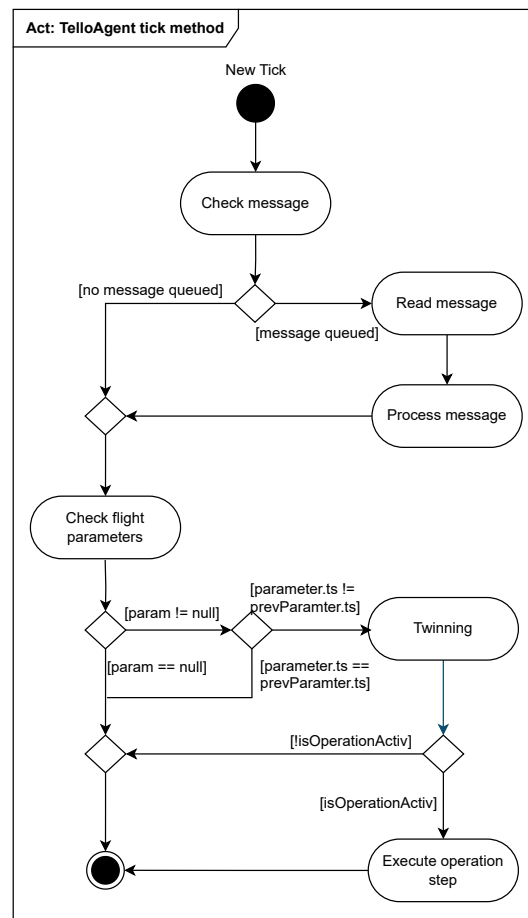 Act: TelloAgent tick method
New Tick
Check message
[no message queued]
[message queued]
Read message
Process message
Check flight
parameters
[param != null]
[param == null]
[parameter.ts !=
prevParamter.ts]
[parameter.ts ==
prevParamter.ts]
Twinning
[!isOperationActiv]
[isOperationActiv]
Execute operation
step